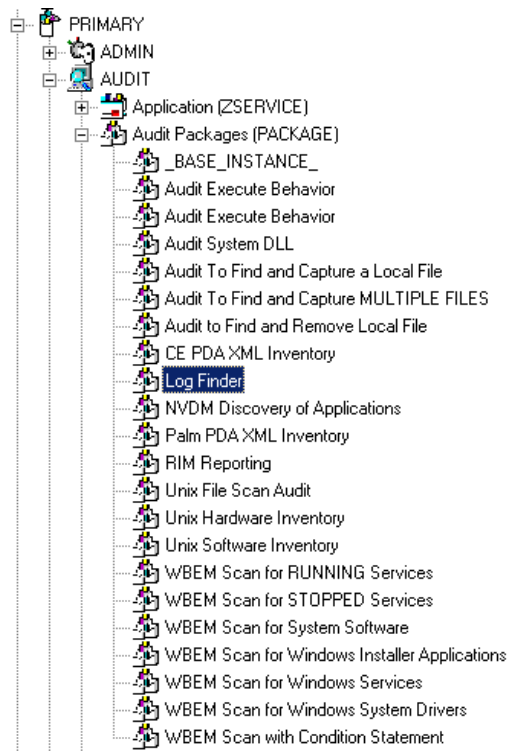 PRIMARY
ADMIN
AUDIT
Application (ZSERVICE)
Audit Packages (PACKAGE)
_BASE_INSTANCE_
Audit Execute Behavior
Audit Execute Behavior
Audit System DLL
Audit To Find and Capture a Local File
Audit To Find and Capture MULTIPLE FILES
Audit to Find and Remove Local File
CE PDA XML Inventory
Log Finder
NVDM Discovery of Applications
Palm PDA XML Inventory
RIM Reporting
Unix File Scan Audit
Unix Hardware Inventory
Unix Software Inventory
WBEM Scan for RUNNING Services
WBEM Scan for STOPPED Services
WBEM Scan for System Software
WBEM Scan for Windows Installer Applications
WBEM Scan for Windows Services
WBEM Scan for Windows System Drivers
WBEM Scan with Condition Statement